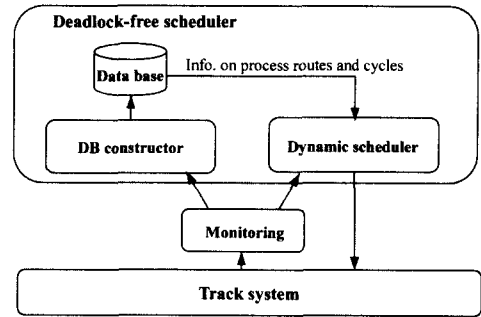 Deadlock-free scheduler
Data base
Info. on process routes and cycles
DB constructor
Dynamic scheduler
Monitoring
Track system